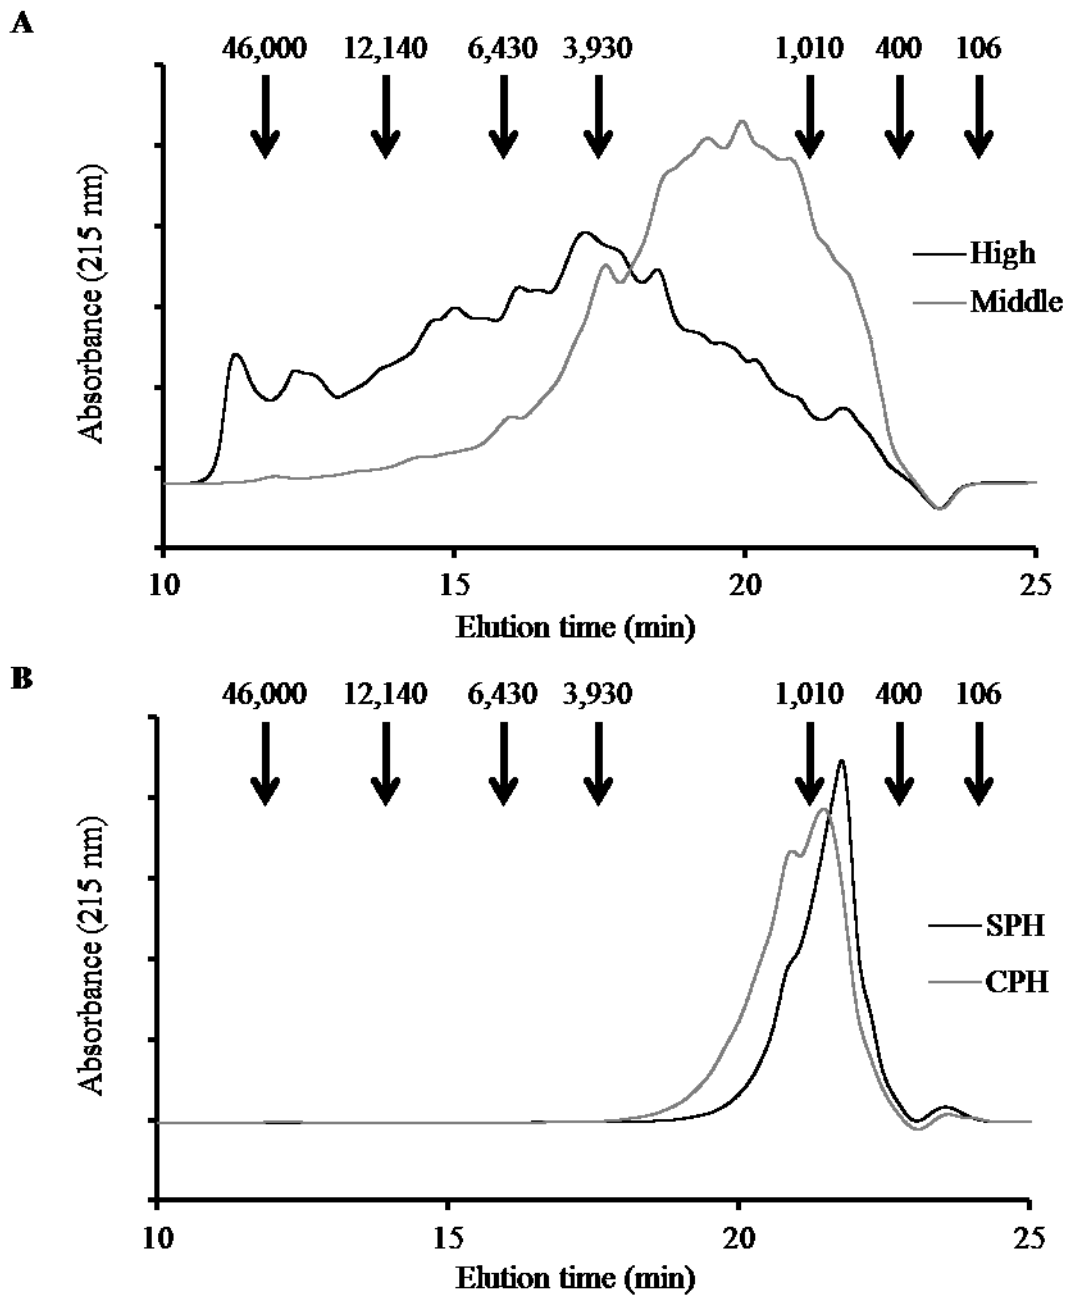 A
46,000 12,140 6,430 3,930 1,010 400 106
Absorbance (215 nm)
High
Middle
10 15 20 25
Elution time (min)
B
46,000 12,140 6,430 3,930 1,010 400 106
Absorbance (215 nm)
SPH
CPH
10 15 20 25
Elution time (min)